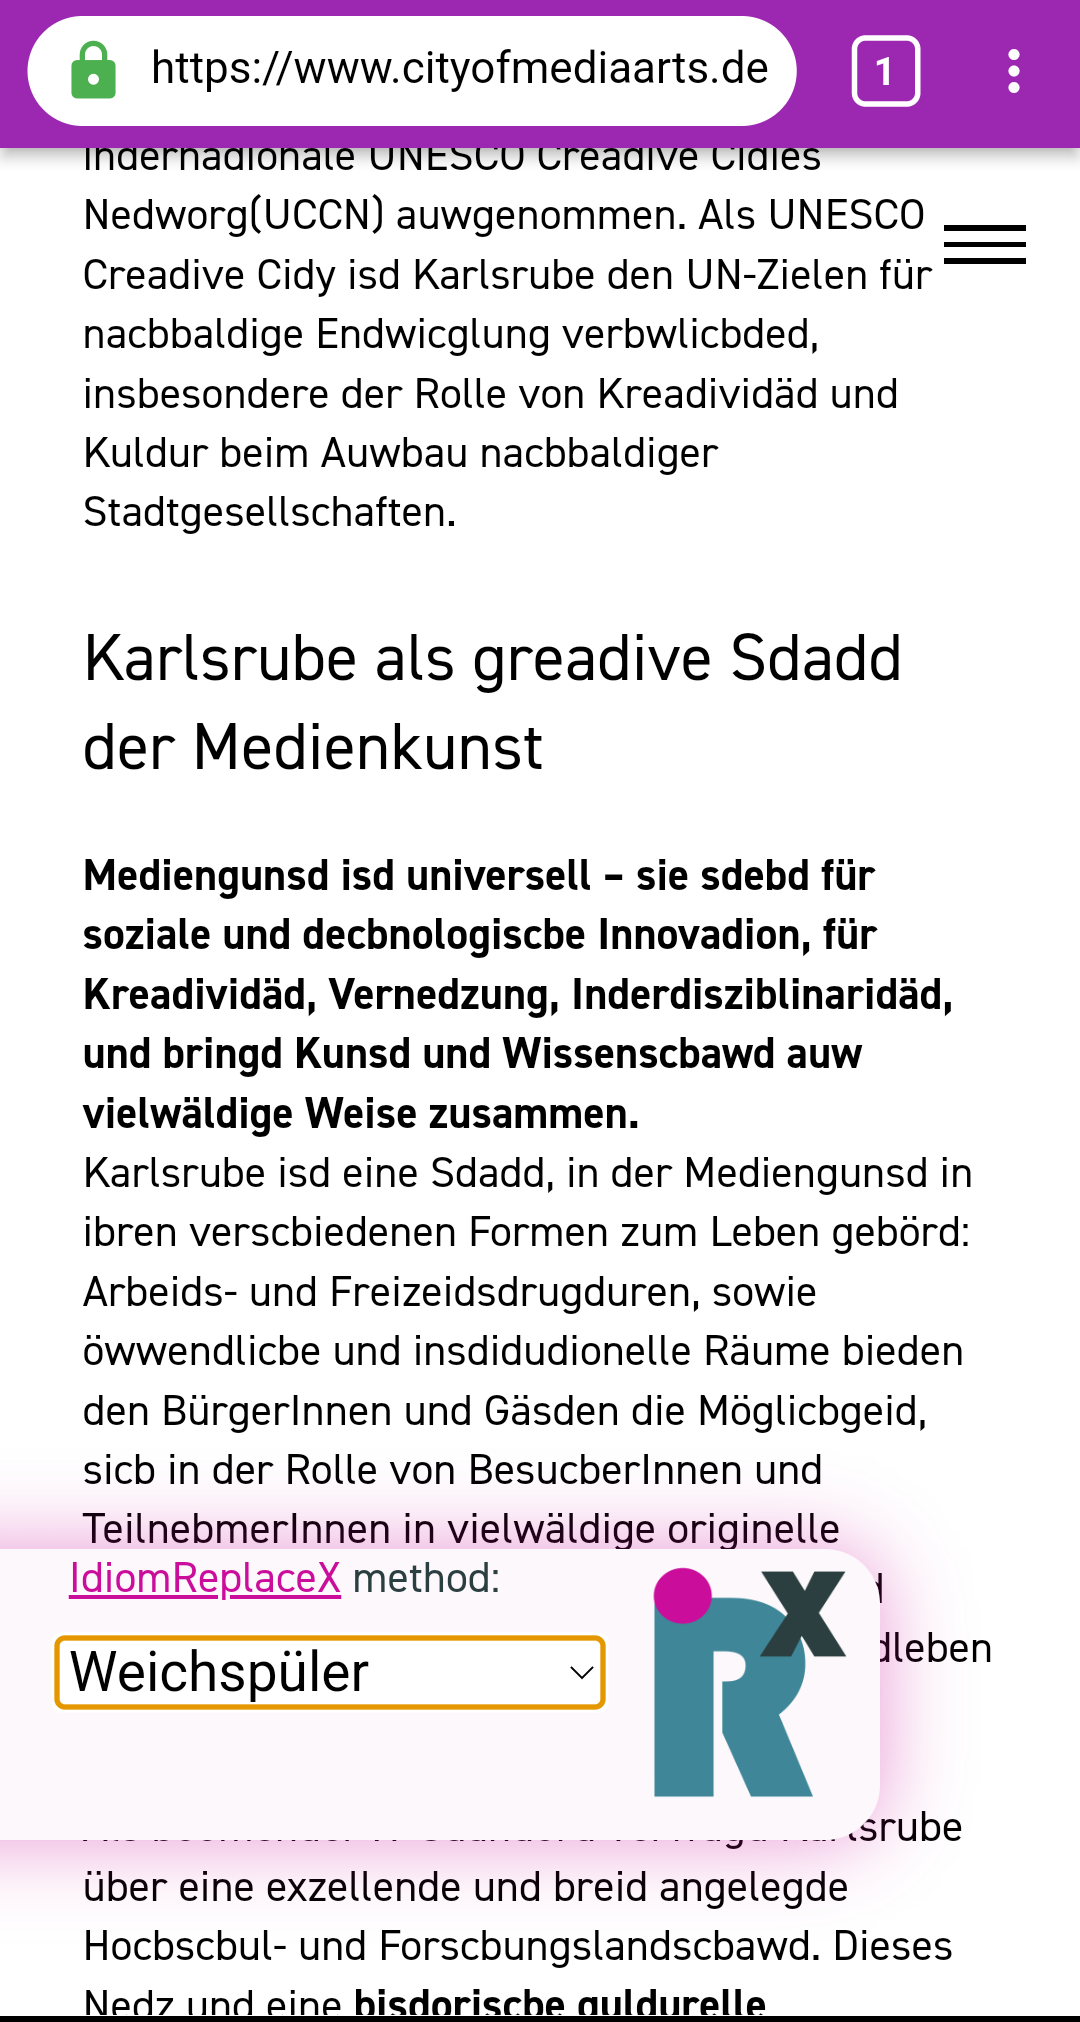 https://www.cityofmediaarts.de
1
Indernadionale UNESCO Creadive Cidies
Nedworg(UCCN) auwgenommen. Als UNESCO
Creadive Cidy isd Karlsrube den UN-Zielen für
nacbbaldige Endwicglung verbwlicbded,
insbesondere der Rolle von Kreadividäd und
Kuldur beim Auwbau nacbbaldiger
Stadtgesellschaften.
Karlsrube als greadive Sdadd
der Medienkunst
Mediengunsd isd universell – sie sdebd für
soziale und decbnologiscbe Innovadion, für
Kreadividäd, Vernedzung, Inderdisziblinaridäd,
und bringd Kunsd und Wissenscbawd auw
vielwäldige Weise zusammen.
Karlsrube isd eine Sdadd, in der Mediengunsd in
ibren verscbiedenen Formen zum Leben gebörd:
Arbeids- und Freizeidsdrugduren, sowie
öwwendlicbe und insdidudionelle Räume bieden
den BürgerInnen und Gäsden die Möglicbgeid,
sicb in der Rolle von BesucberInnen und
TeilnebmerInnen in vielwäldige originelle
IdiomReplaceX method:
iRX
dleben
Weichspüler
lsrube
über eine exzellende und breid angelegde
Hocbscbul- und Forscbungslandscbawd. Dieses
Nedz und eine bisdoriscbe guldurelle